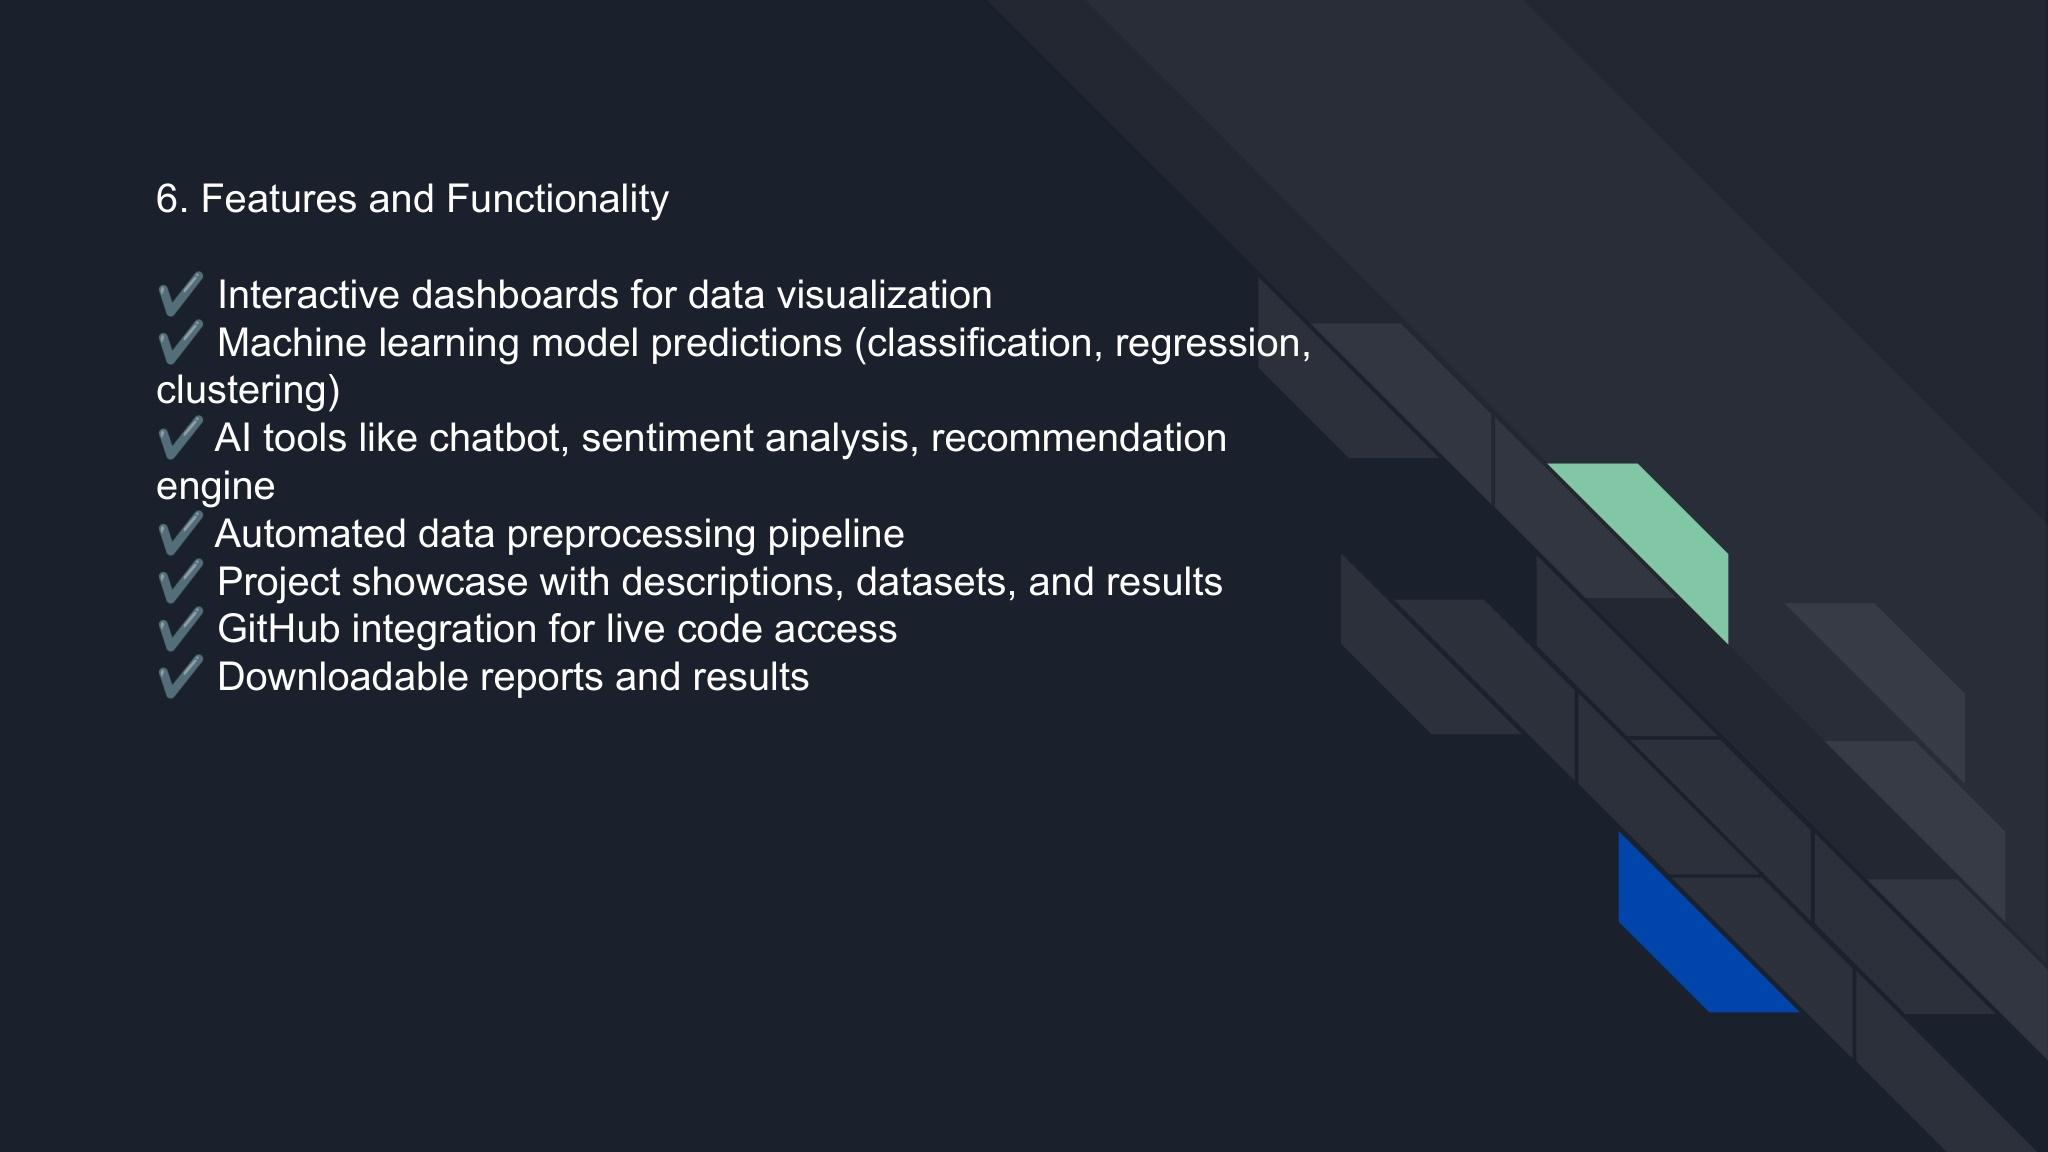 6. Features and Functionality
✔ Interactive dashboards for data visualization
✔ Machine learning model predictions (classification, regression,
clustering)
✔ AI tools like chatbot, sentiment analysis, recommendation
engine
✔ Automated data preprocessing pipeline
✔ Project showcase with descriptions, datasets, and results
✔ GitHub integration for live code access
✔ Downloadable reports and results